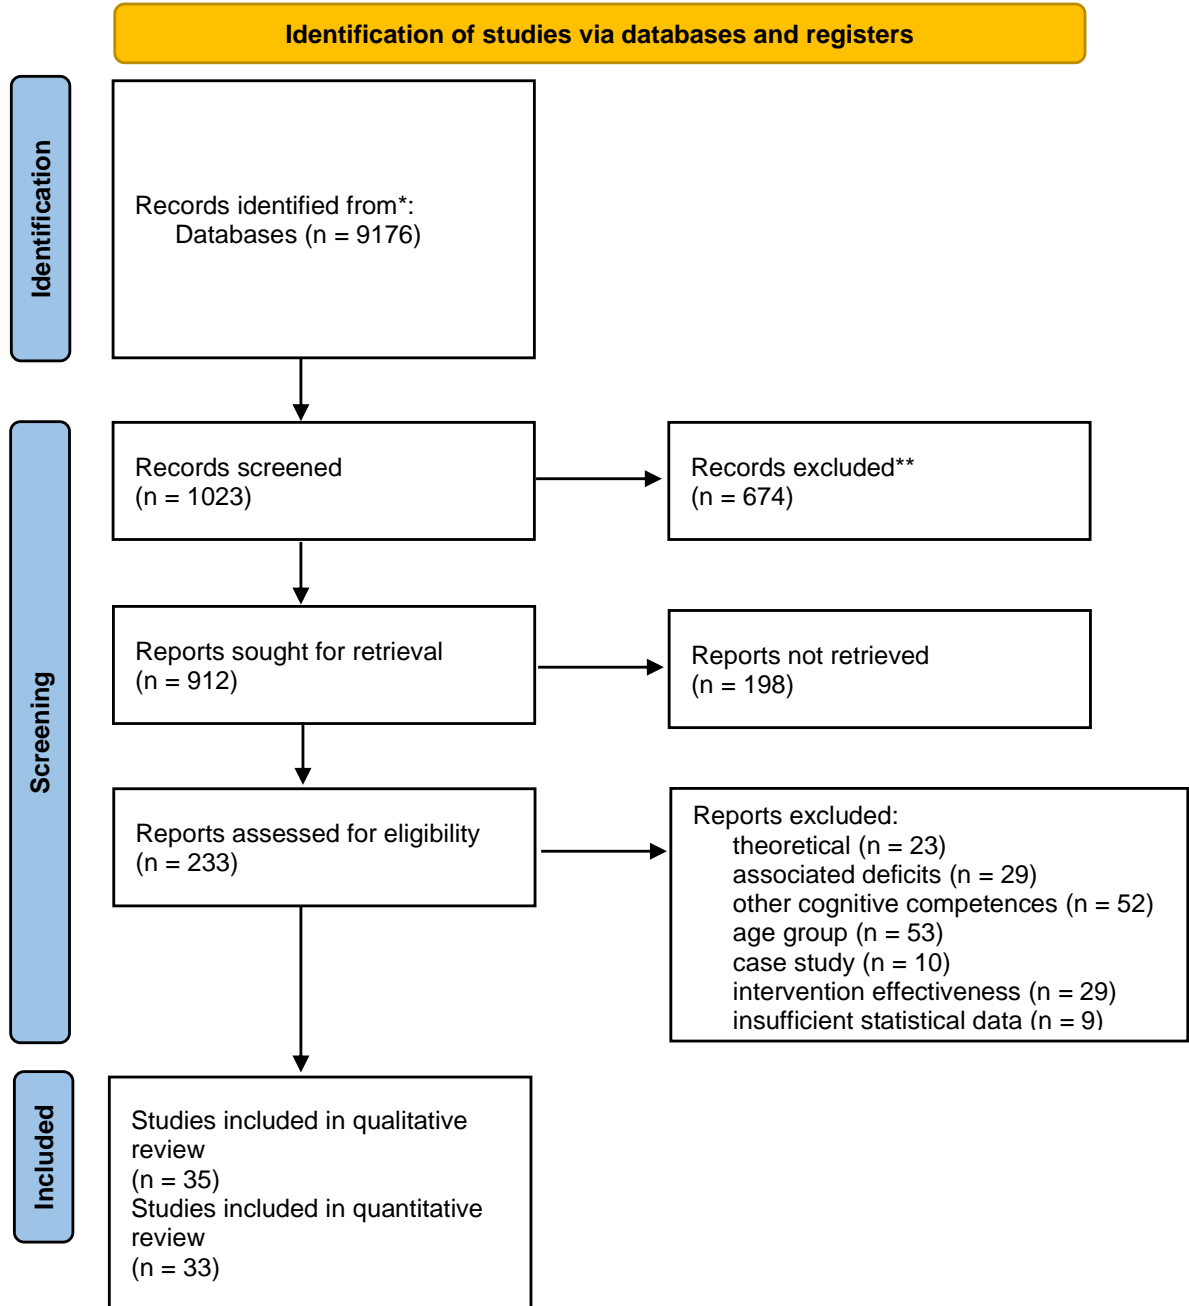 Identification of studies via databases and registers
Identification
Records identified from*:
Databases (n = 9176)
Screening
Records screened
(n = 1023)
Records excluded**
(n = 674)
Reports sought for retrieval
(n = 912)
Reports not retrieved
(n = 198)
Reports assessed for eligibility
(n = 233)
Reports excluded:
theoretical (n = 23)
associated deficits (n = 29)
other cognitive competences (n = 52)
age group (n = 53)
case study (n = 10)
intervention effectiveness (n = 29)
insufficient statistical data (n = 9)
Included
Studies included in qualitative
review
(n = 35)
Studies included in quantitative
review
(n = 33)